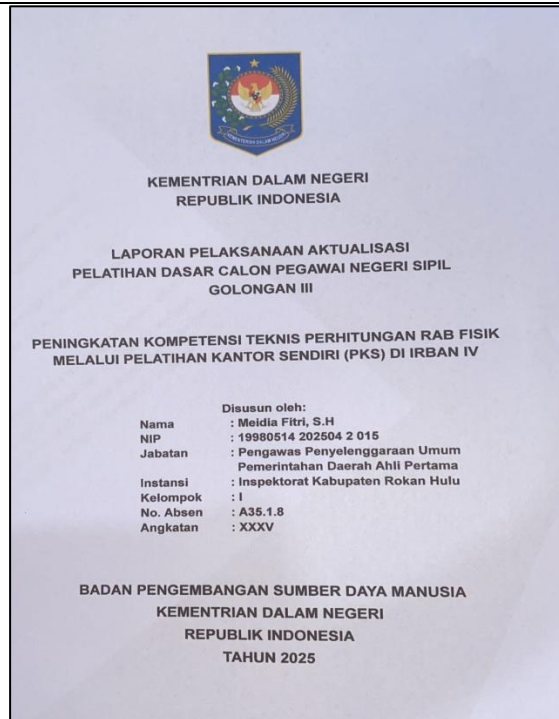 KEMENTERIAN DALAM NEGERI
KEMENTRIAN DALAM NEGERI
REPUBLIK INDONESIA
LAPORAN PELAKSANAAN AKTUALISASI
PELATIHAN DASAR CALON PEGAWAI NEGERI SIPIL
GOLONGAN III
PENINGKATAN KOMPETENSI TEKNIS PERHITUNGAN RAB FISIK
MELALUI PELATIHAN KANTOR SENDIRI (PKS) DI IRBAN IV
Disusun oleh:
Nama : Meidia Fitri, S.H
NIP : 19980514 202504 2 015
Jabatan : Pengawas Penyelenggaraan Umum
Pemerintahan Daerah Ahli Pertama
Instansi : Inspektorat Kabupaten Rokan Hulu
Kelompok : I
No. Absen : A35.1.8
Angkatan : XXXV
BADAN PENGEMBANGAN SUMBER DAYA MANUSIA
KEMENTRIAN DALAM NEGERI
REPUBLIK INDONESIA
TAHUN 2025